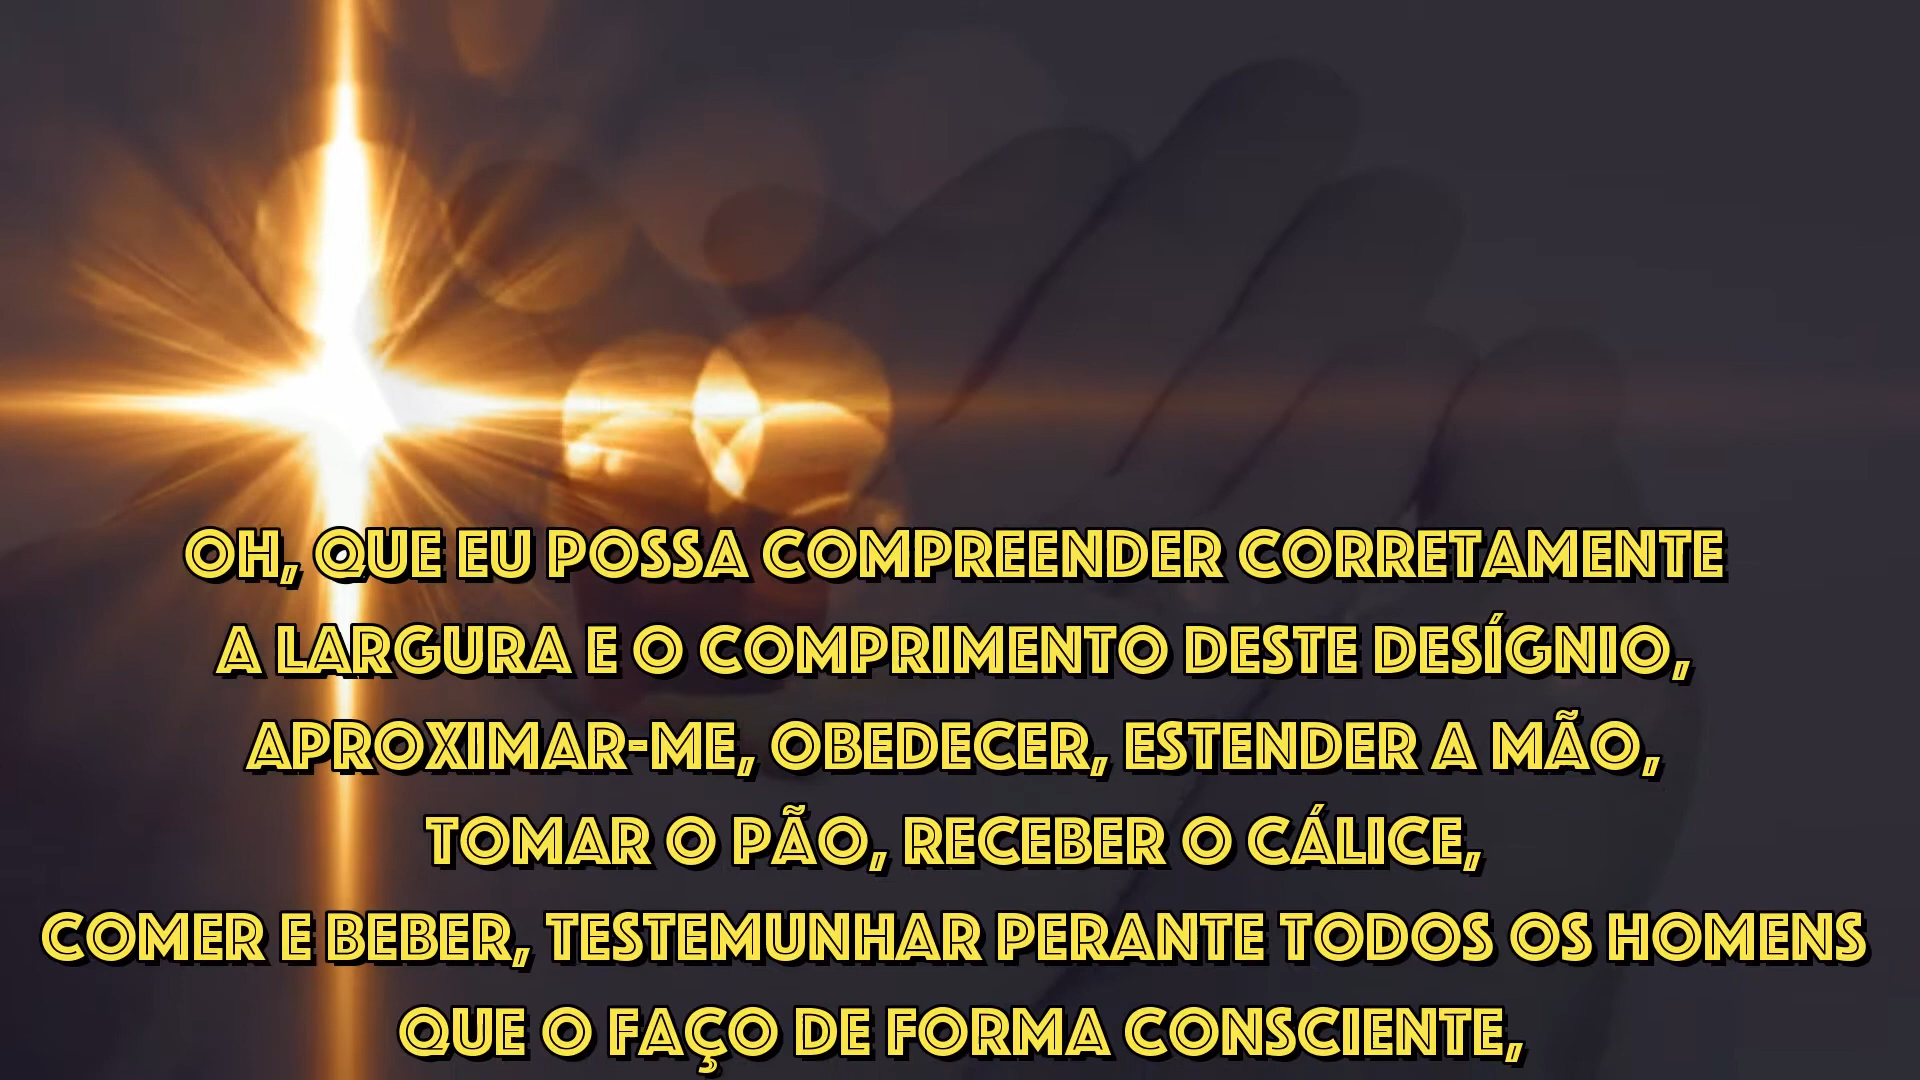 OH, QUE EU POSSA COMPREENDER CORRETAMENTE
A LARGURA E O COMPRIMENTO DESTE DESÍGNIO,
APROXIMAR-ME, OBEDECER, ESTENDER A MÃO,
TOMAR O PÃO, RECEBER O CÁLICE,
COMER E BEBER, TESTEMUNHAR PERANTE TODOS OS HOMENS
QUE O FAÇO DE FORMA CONSCIENTE,